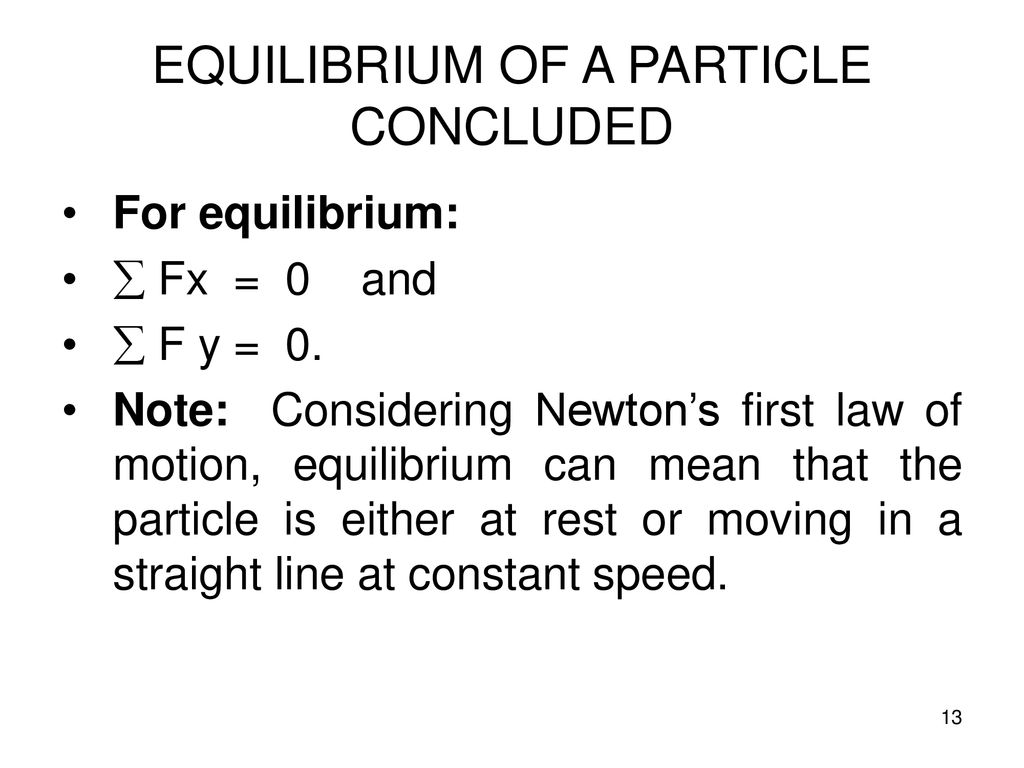 EQUILIBRIUM OF A PARTICLE
CONCLUDED
• For equilibrium:
• ∑ Fx = 0 and
• ∑ F y = 0.
• Note: Considering Newton’s first law of
motion, equilibrium can mean that the
particle is either at rest or moving in a
straight line at constant speed.
13